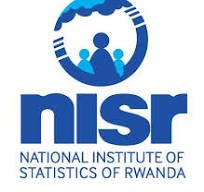 nisr
NATIONAL INSTITUTE OF
STATISTICS OF RWANDA